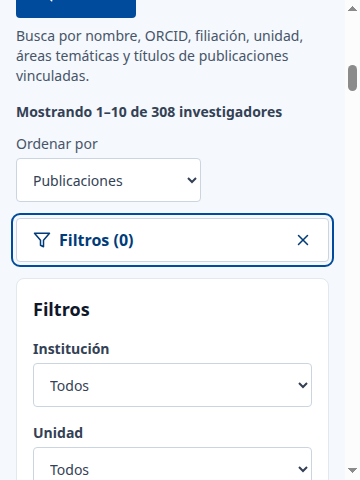 Busca por nombre, ORCID, filiación, unidad,
áreas temáticas y títulos de publicaciones
vinculadas.
Mostrando 1–10 de 308 investigadores
Ordenar por
Publicaciones
Filtros (0)
Filtros
Institución
Todos
Unidad
Todos